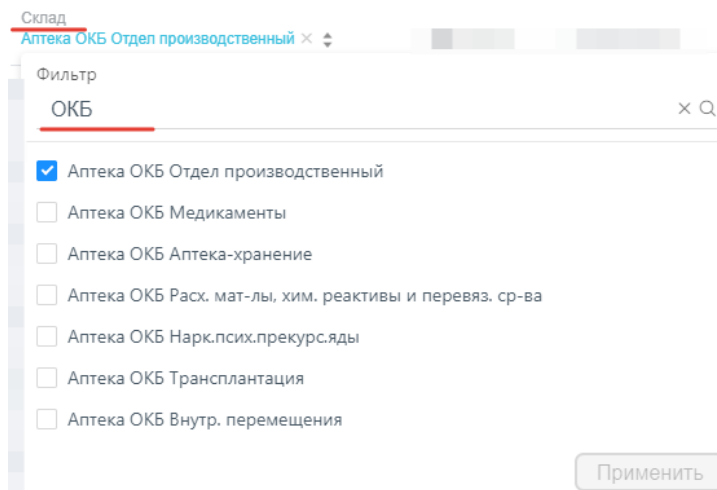 Склад
Аптека ОКБ Отдел производственный
Фильтр
ОКБ
Аптека ОКБ Отдел производственный
Аптека ОКБ Медикаменты
Аптека ОКБ Аптека-хранение
Аптека ОКБ Расх. мат-лы, хим. реактивы и перевяз. ср-ва
Аптека ОКБ Нарк.псих.прекурс.яды
Аптека ОКБ Трансплантация
Аптека ОКБ Внутр. перемещения
Применить